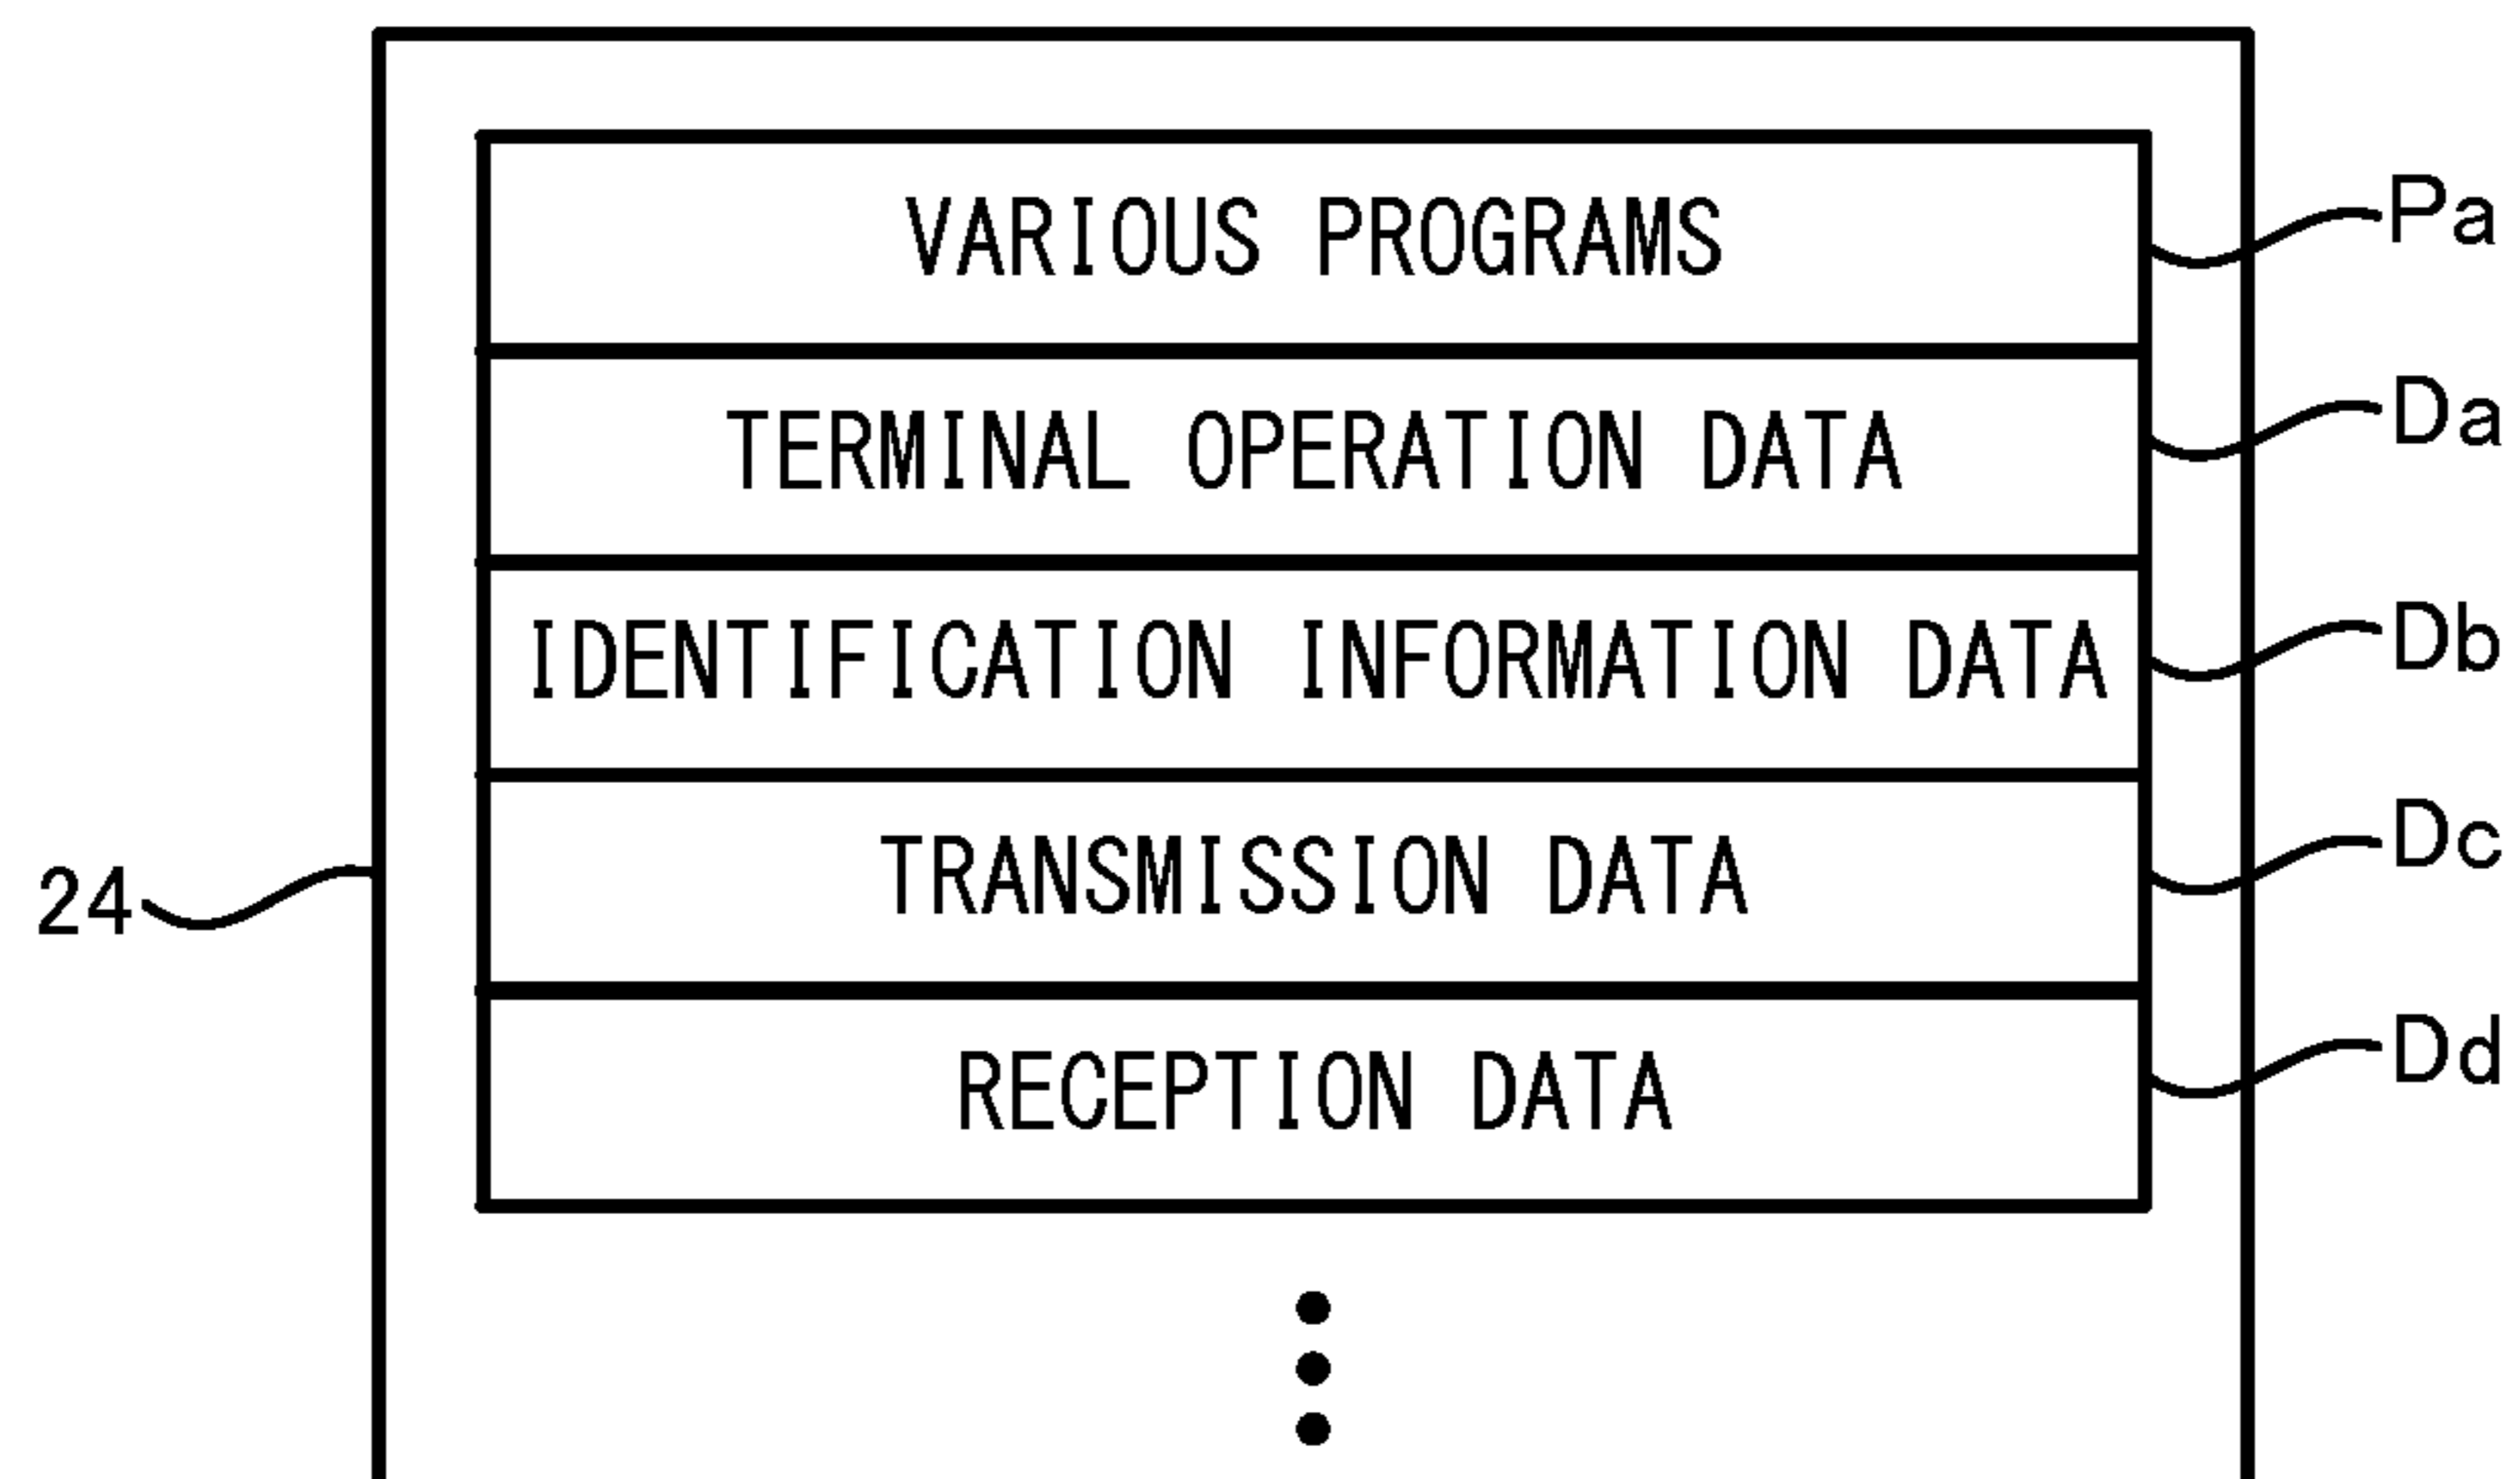 VARIOUS PROGRAMS Pa
TERMINAL OPERATION DATA Da
IDENTIFICATION INFORMATION DATA Db
24 TRANSMISSION DATA Dc
RECEPTION DATA Dd